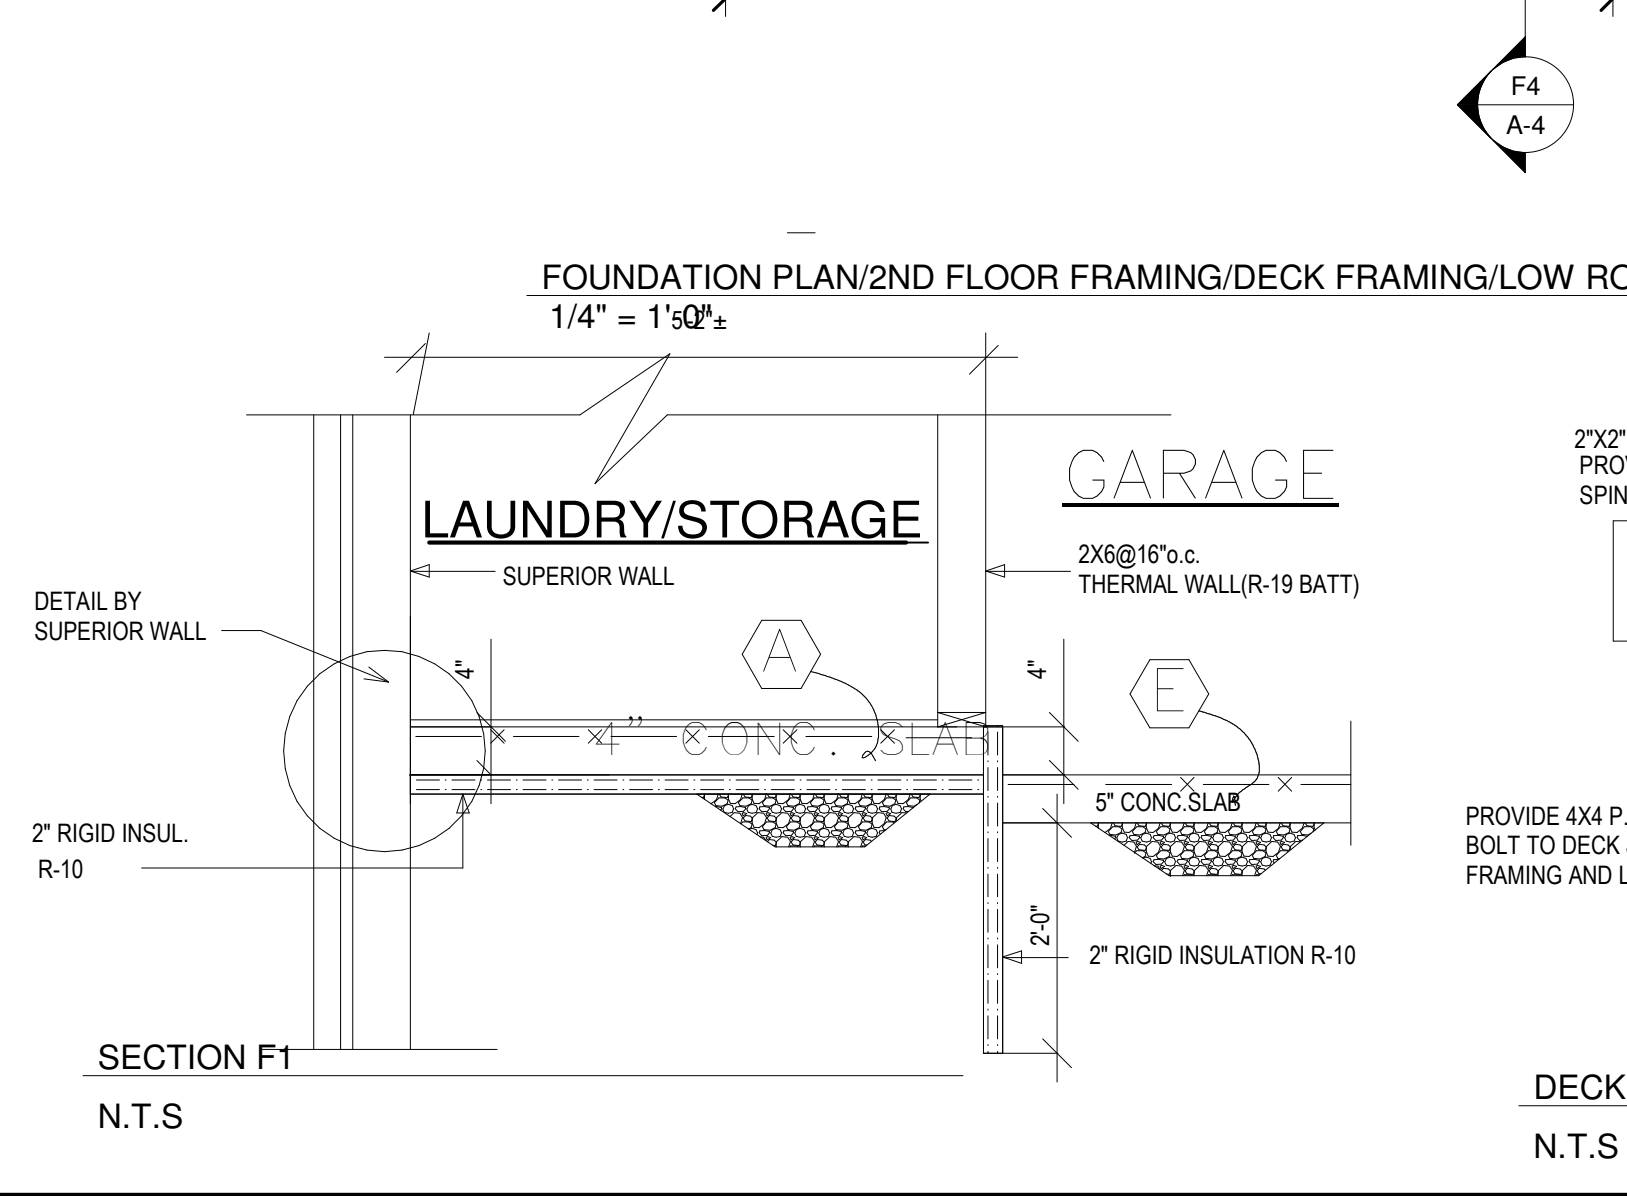 F4
A-4
FOUNDATION PLAN/2ND FLOOR FRAMING/DECK FRAMING/LOW RO
1/4" = 1'-0"
5'-2"±
GARAGE
LAUNDRY/STORAGE
2X6@16"o.c.
THERMAL WALL(R-19 BATT)
SUPERIOR WALL
DETAIL BY
SUPERIOR WALL
4"
A
4"
E
4" CONC. SLAB
5" CONC.SLAB
2" RIGID INSUL.
R-10
2'-0"
2" RIGID INSULATION R-10
SECTION F1
N.T.S
2"X2"
PROV
SPIN
PROVIDE 4X4 P.
BOLT TO DECK
FRAMING AND L
DECK
N.T.S